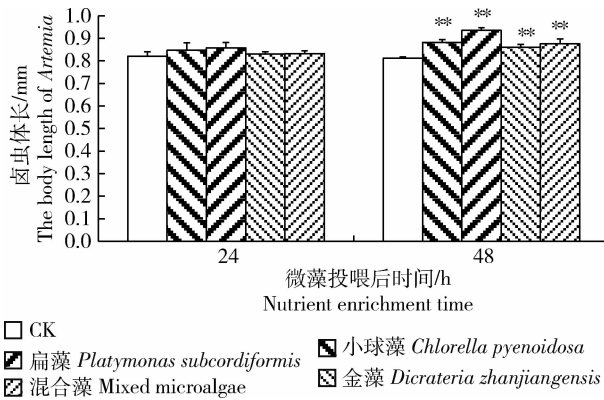 卤虫体长/mm
The body length of Artemia
1.0
0.9
0.8
0.7
0.6
0.5
0.4
0.3
0.2
0.1
0.0
** ** ** **
24 48
微藻投喂后时间/h
Nutrient enrichment time
CK
扁藻 Platymonas subcordiformis
混合藻 Mixed microalgae
小球藻 Chlorella pyenoidosa
金藻 Dicrateria zhanjiangensis